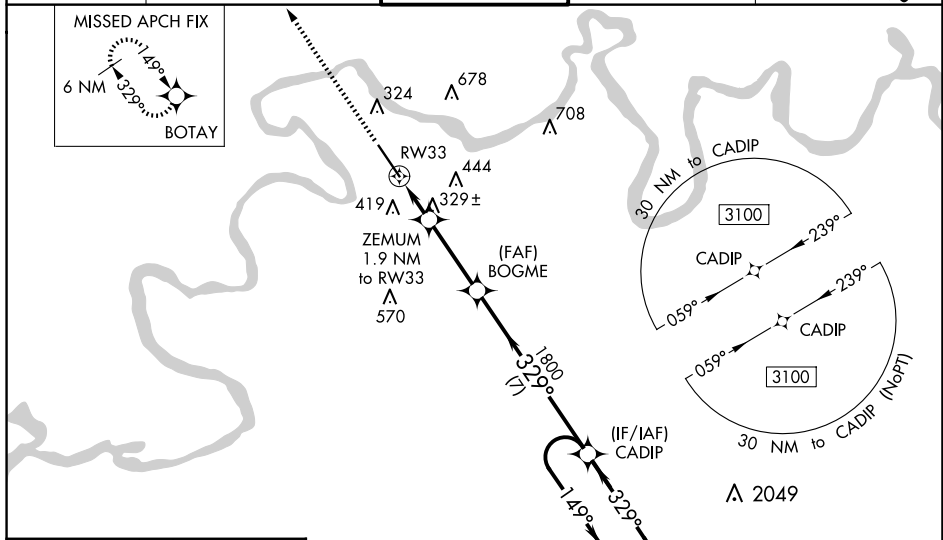 MISSED APCH FIX
149°
6 NM
329°
BOTAY
324
678
708
RW33
444
419
329±
ZEMUM
1.9 NM
to RW33
(FAF)
BOGME
570
1800
329°
(7)
(IF/IAF)
CADIP
149°
329°
30 NM to CADIP
3100
239°
CADIP
059°
239°
CADIP
059°
3100
30 NM to CADIP (NoPT)
2049